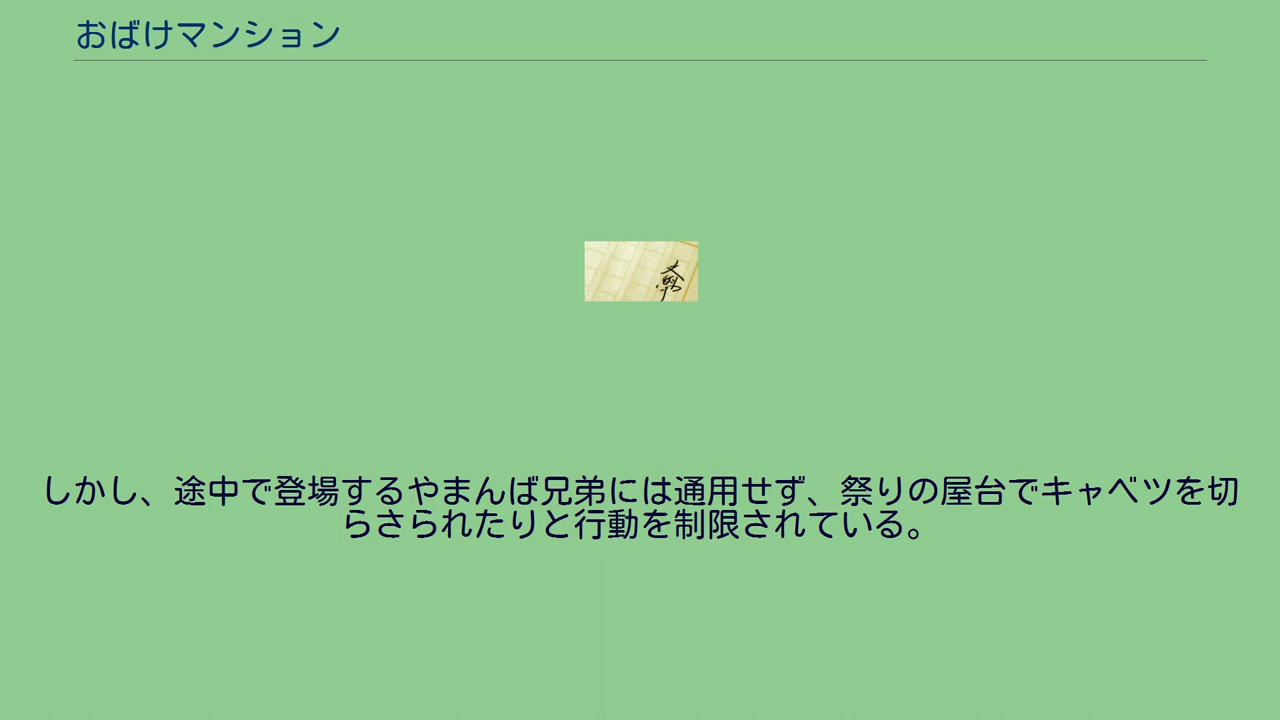 おばけマンション
しかし、途中で登場するやまんば兄弟には通用せず、祭りの屋台でキャベツを切
らさられたりと行動を制限されている。